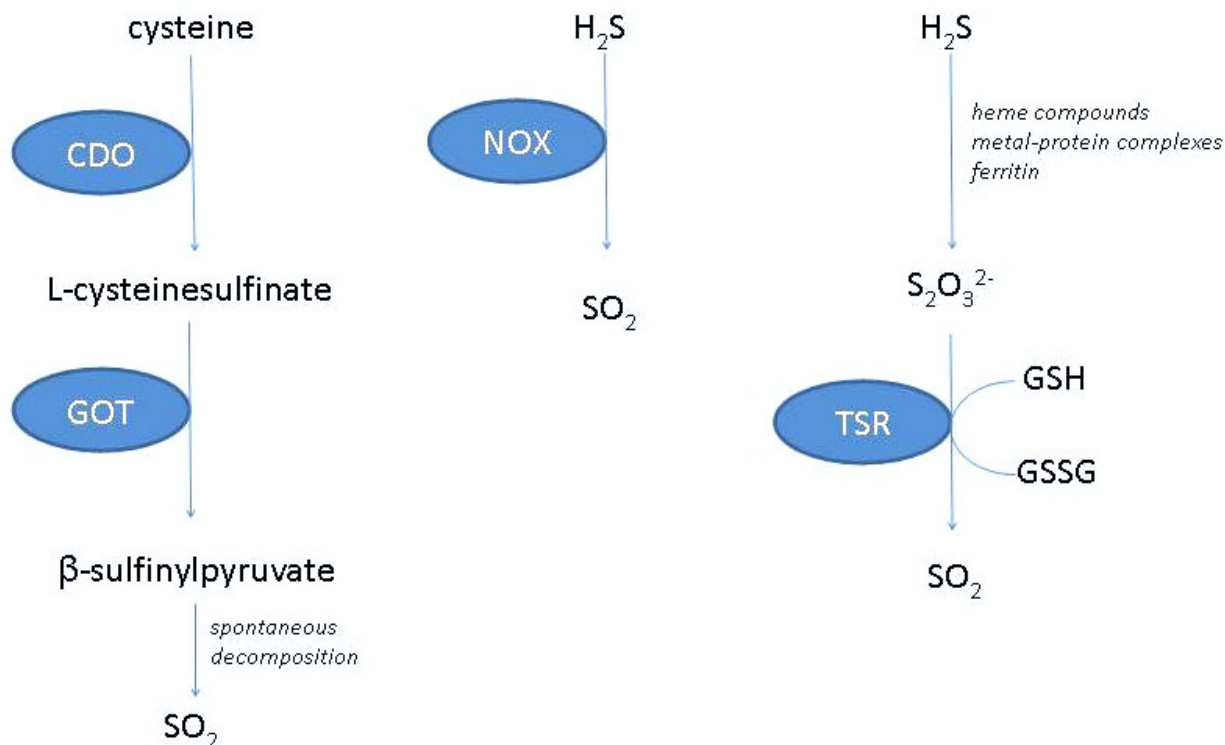 cysteine
CDO
L-cysteinesulfinate
GOT
β-sulfinylpyruvate
spontaneous
decomposition
SO₂
H₂S
NOX
SO₂
H₂S
heme compounds
metal-protein complexes
ferritin
S₂O₃²⁻
TSR
GSH
GSSG
SO₂